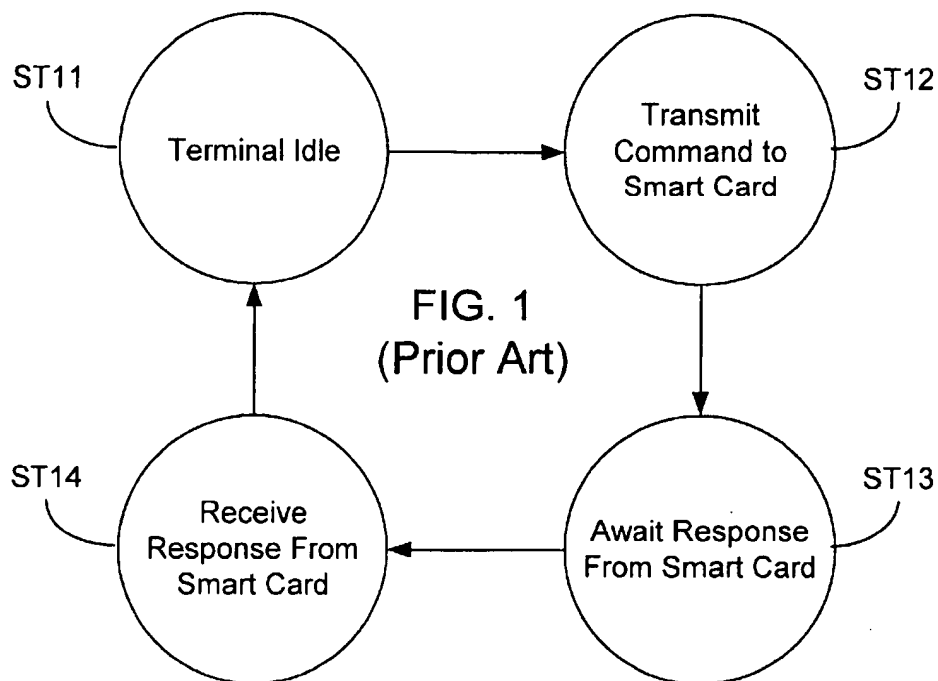 ST11
Terminal Idle
ST12
Transmit
Command to
Smart Card
FIG. 1
(Prior Art)
ST14
Receive
Response From
Smart Card
ST13
Await Response
From Smart Card